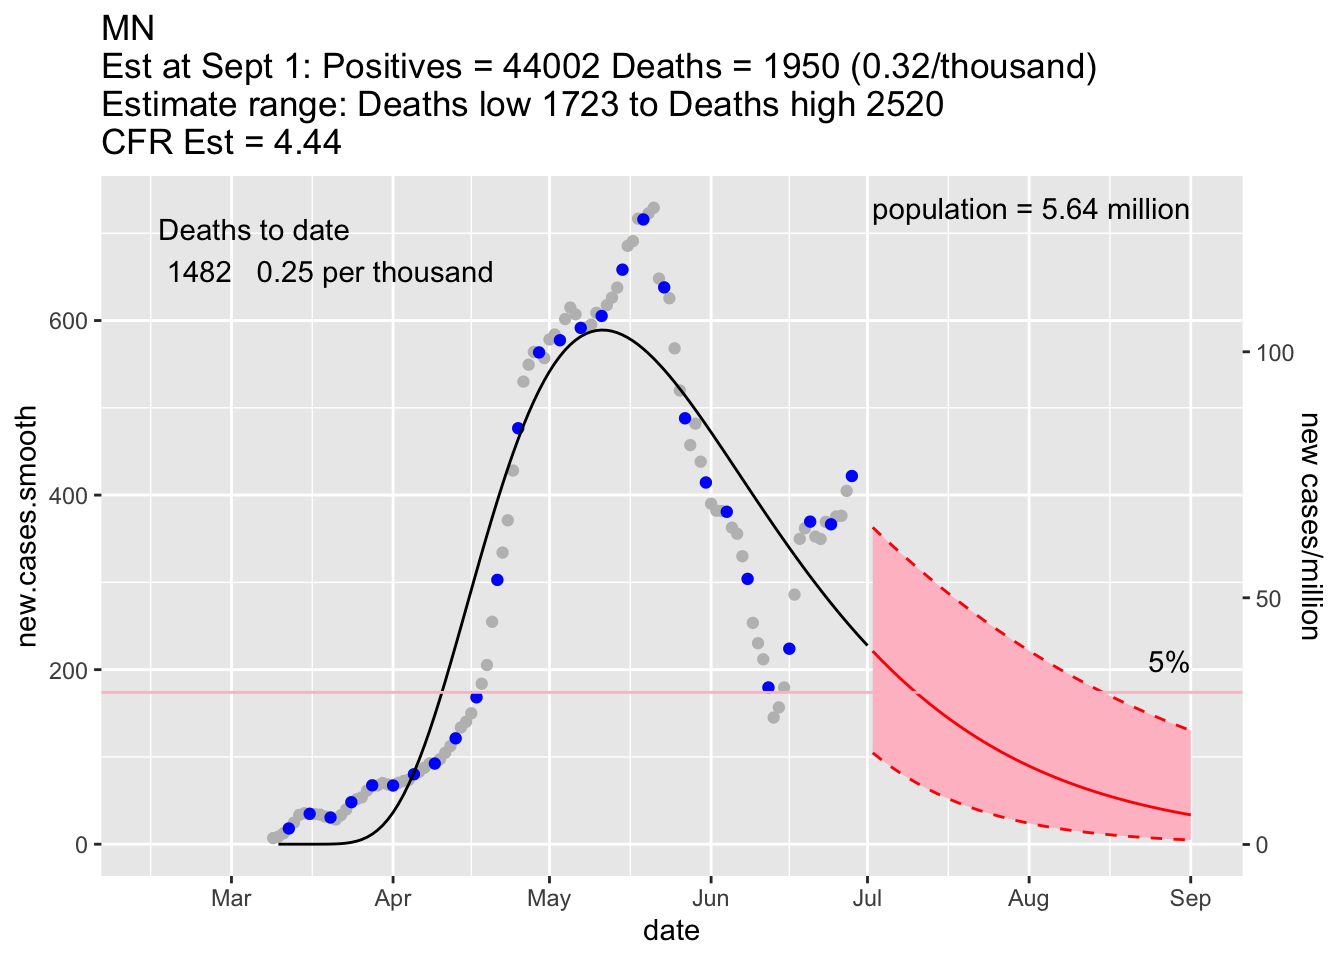 MN
Est at Sept 1: Positives = 44002 Deaths = 1950 (0.32/thousand)
Estimate range: Deaths low 1723 to Deaths high 2520
CFR Est = 4.44
population = 5.64 million
Deaths to date
1482 0.25 per thousand
600
400
200
0
new.cases.smooth
100
50
0
new cases/million
5%
Mar Apr May Jun Jul Aug Sep
date